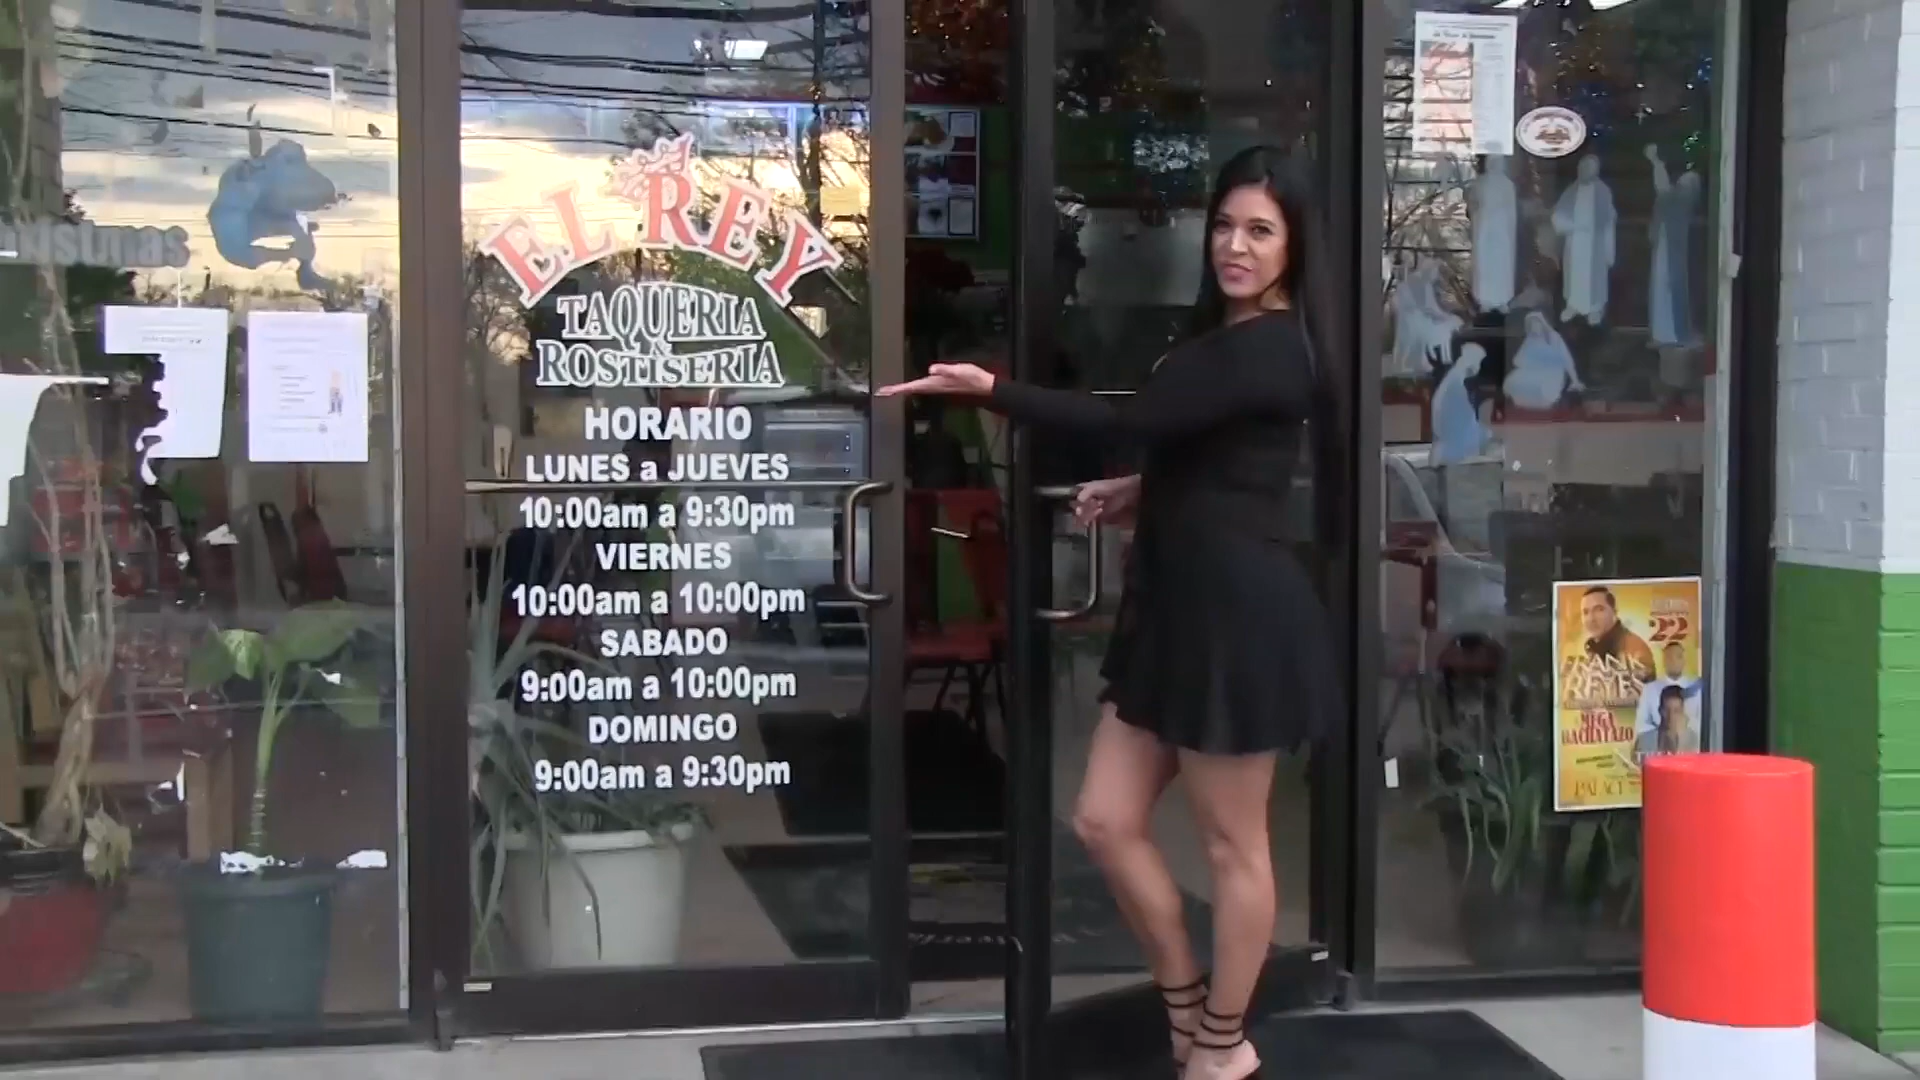 EL REY
TAQUERIA
&
ROSTISERIA
HORARIO
LUNES a JUEVES
10:00am a 9:30pm
VIERNES
10:00am a 10:00pm
SABADO
9:00am a 10:00pm
DOMINGO
9:00am a 9:30pm
22
FRANK
REYES
MEGA
BACHATAZO
PALACE